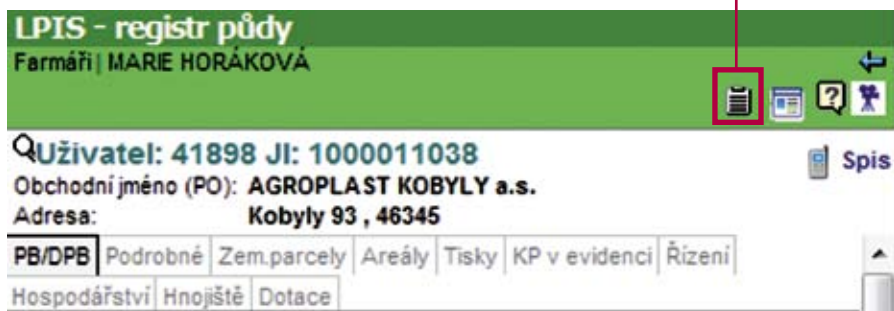 LPIS - registr půdy
Farmáři | MARIE HORÁKOVÁ
Uživatel: 41898 JI: 1000011038
Spis
Obchodní jméno (PO): AGROPLAST KOBYLY a.s.
Adresa: Kobyly 93 , 46345
PB/DPB Podrobné Zem.parcely Areály Tisky KP v evidenci Řízení
Hospodářství Hnojiště Dotace